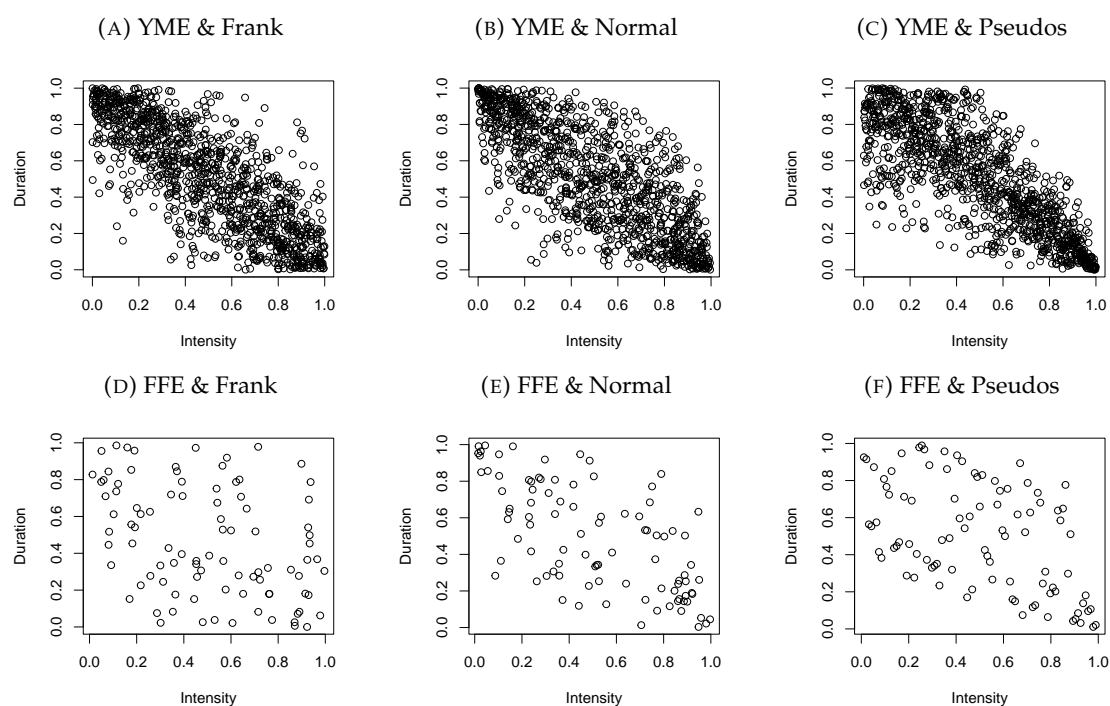 (A) YME & Frank
(B) YME & Normal
(C) YME & Pseudos
Duration
0.0 0.2 0.4 0.6 0.8 1.0
0.0 0.2 0.4 0.6 0.8 1.0
Intensity
Duration
0.0 0.2 0.4 0.6 0.8 1.0
0.0 0.2 0.4 0.6 0.8 1.0
Intensity
Duration
0.0 0.2 0.4 0.6 0.8 1.0
0.0 0.2 0.4 0.6 0.8 1.0
Intensity
(D) FFE & Frank
(E) FFE & Normal
(F) FFE & Pseudos
Duration
0.0 0.2 0.4 0.6 0.8 1.0
0.0 0.2 0.4 0.6 0.8 1.0
Intensity
Duration
0.0 0.2 0.4 0.6 0.8 1.0
0.0 0.2 0.4 0.6 0.8 1.0
Intensity
Duration
0.0 0.2 0.4 0.6 0.8 1.0
0.0 0.2 0.4 0.6 0.8 1.0
Intensity